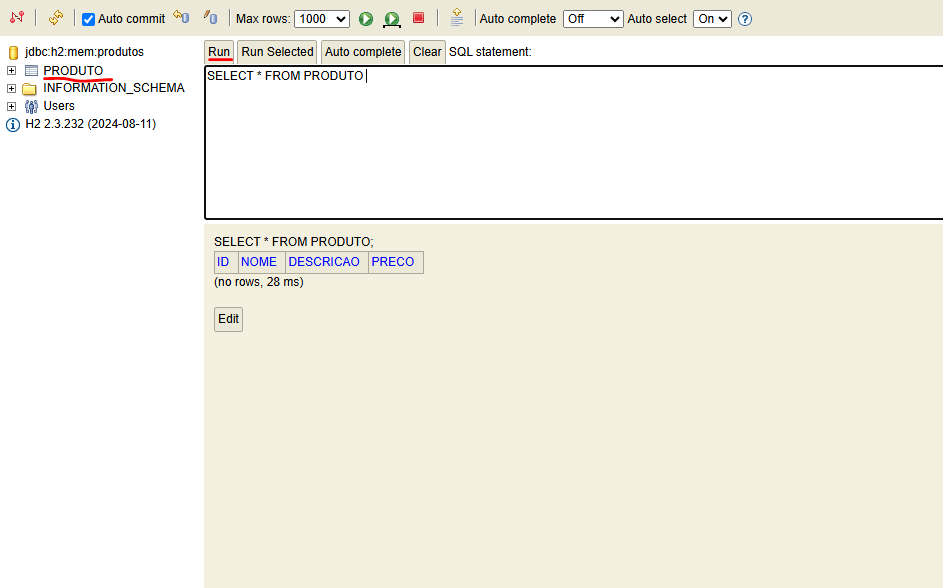 Auto commit Max rows: 1000 Auto complete Off Auto select On ?
jdbc:h2:mem:produtos
PRODUTO
INFORMATION_SCHEMA
Users
H2 2.3.232 (2024-08-11)
Run Run Selected Auto complete Clear SQL statement:
SELECT * FROM PRODUTO
SELECT * FROM PRODUTO;
ID NOME DESCRICAO PRECO
(no rows, 28 ms)
Edit